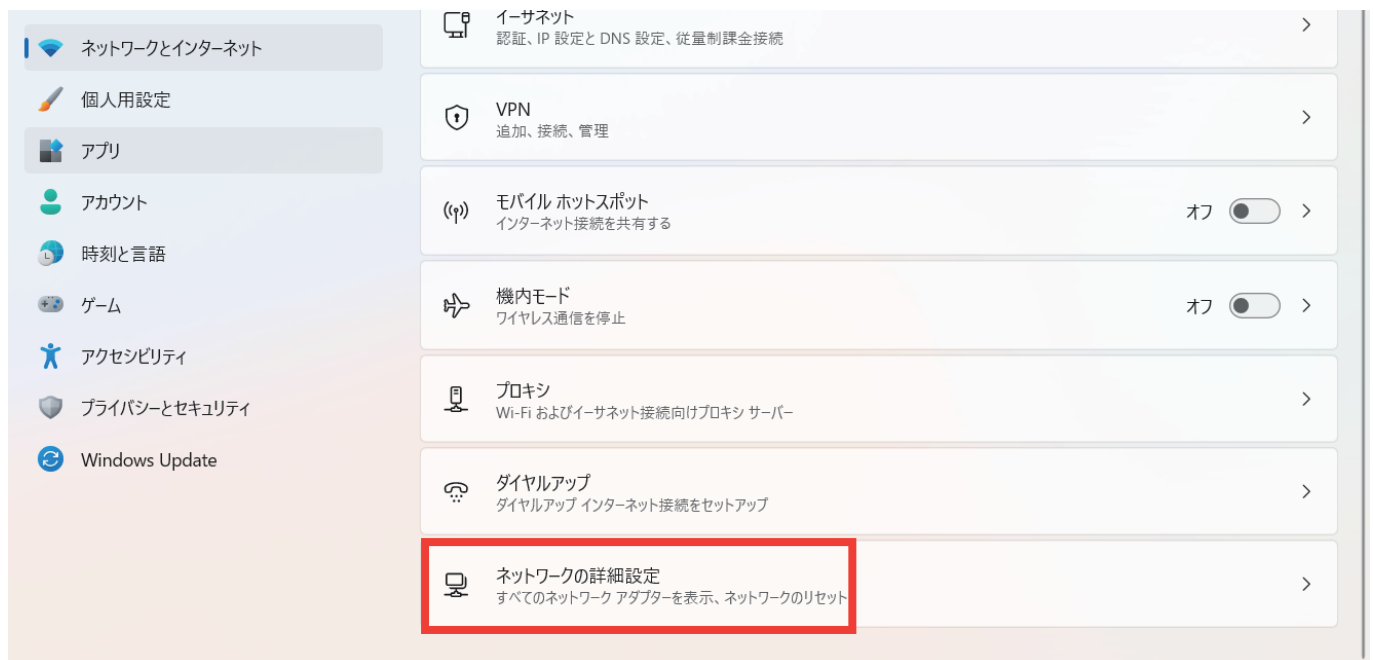 ネットワークとインターネット
個人用設定
アプリ
アカウント
時刻と言語
ゲーム
アクセシビリティ
プライバシーとセキュリティ
Windows Update
イーサネット
認証、IP 設定と DNS 設定、従量制課金接続
VPN
追加、接続、管理
モバイル ホットスポット
インターネット接続を共有する
オフ
機内モード
ワイヤレス通信を停止
オフ
プロキシ
Wi-Fi およびイーサネット接続向けプロキシ サーバー
ダイヤルアップ
ダイヤルアップ インターネット接続をセットアップ
ネットワークの詳細設定
すべてのネットワーク アダプターを表示、ネットワークのリセット